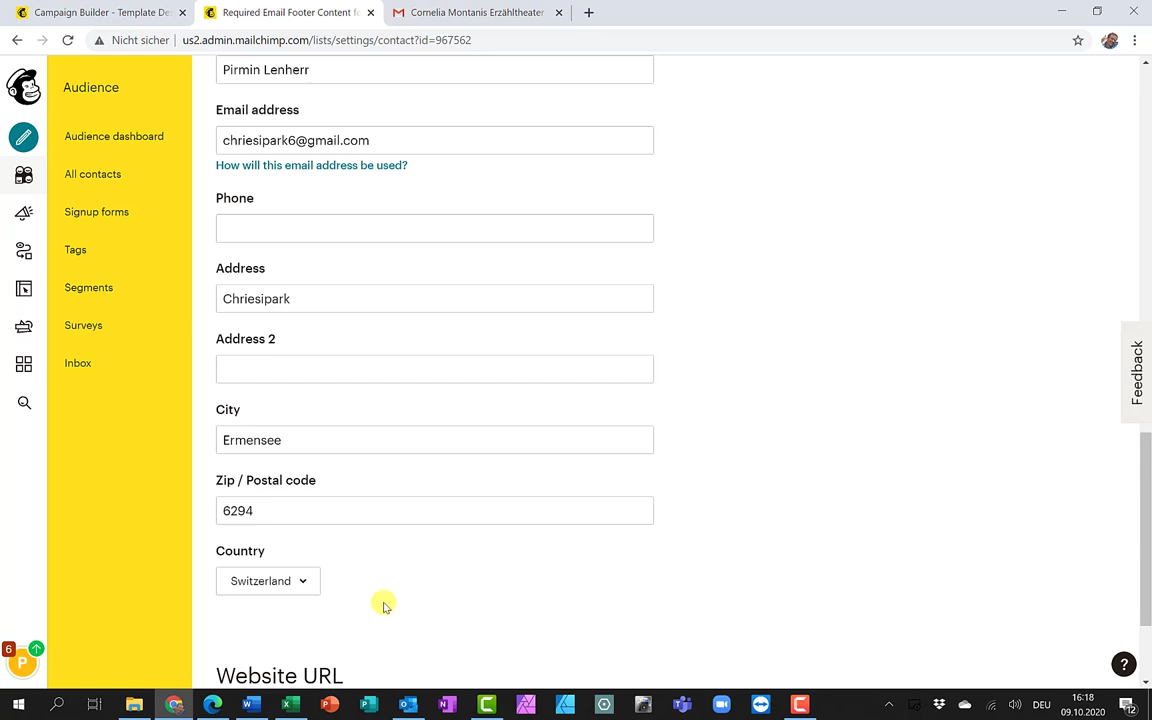 Campaign Builder - Template De
Required Email Footer Content fo
Cornelia Montanis Erzähltheater
Nicht sicher
us2.admin.mailchimp.com/lists/settings/contact?id=967562
Audience
Audience dashboard
All contacts
Signup forms
Tags
Segments
Surveys
Inbox
Pirmin Lenherr
Email address
chriesipark6@gmail.com
How will this email address be used?
Phone
Address
Chriesipark
Address 2
City
Ermensee
Zip / Postal code
6294
Country
Switzerland
Website URL
Feedback
?
6
P
DEU
16:18
09.10.2020
12